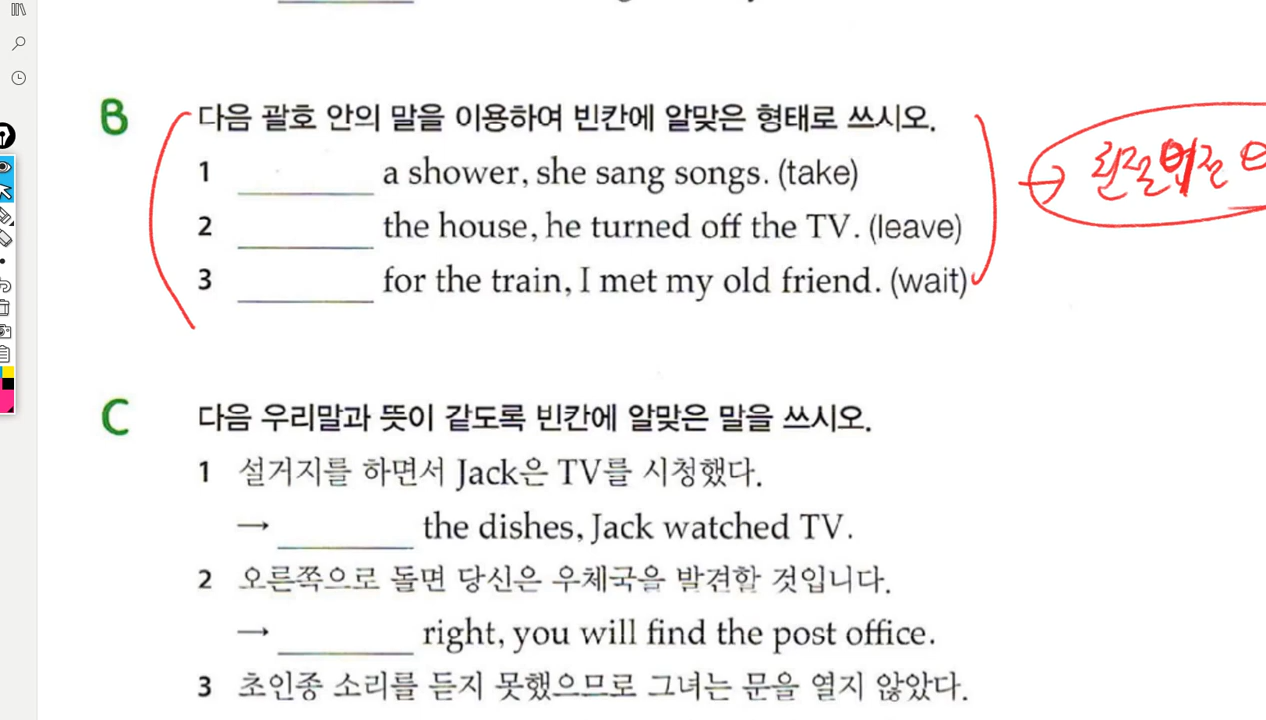 B 다음 괄호 안의 말을 이용하여 빈칸에 알맞은 형태로 쓰시오.
1 ________ a shower, she sang songs. (take)
2 ________ the house, he turned off the TV. (leave)
3 ________ for the train, I met my old friend. (wait)
C 다음 우리말과 뜻이 같도록 빈칸에 알맞은 말을 쓰시오.
1 설거지를 하면서 Jack은 TV를 시청했다.
→ ________ the dishes, Jack watched TV.
2 오른쪽으로 돌면 당신은 우체국을 발견할 것입니다.
→ ________ right, you will find the post office.
3 초인종 소리를 듣지 못했으므로 그녀는 문을 열지 않았다.